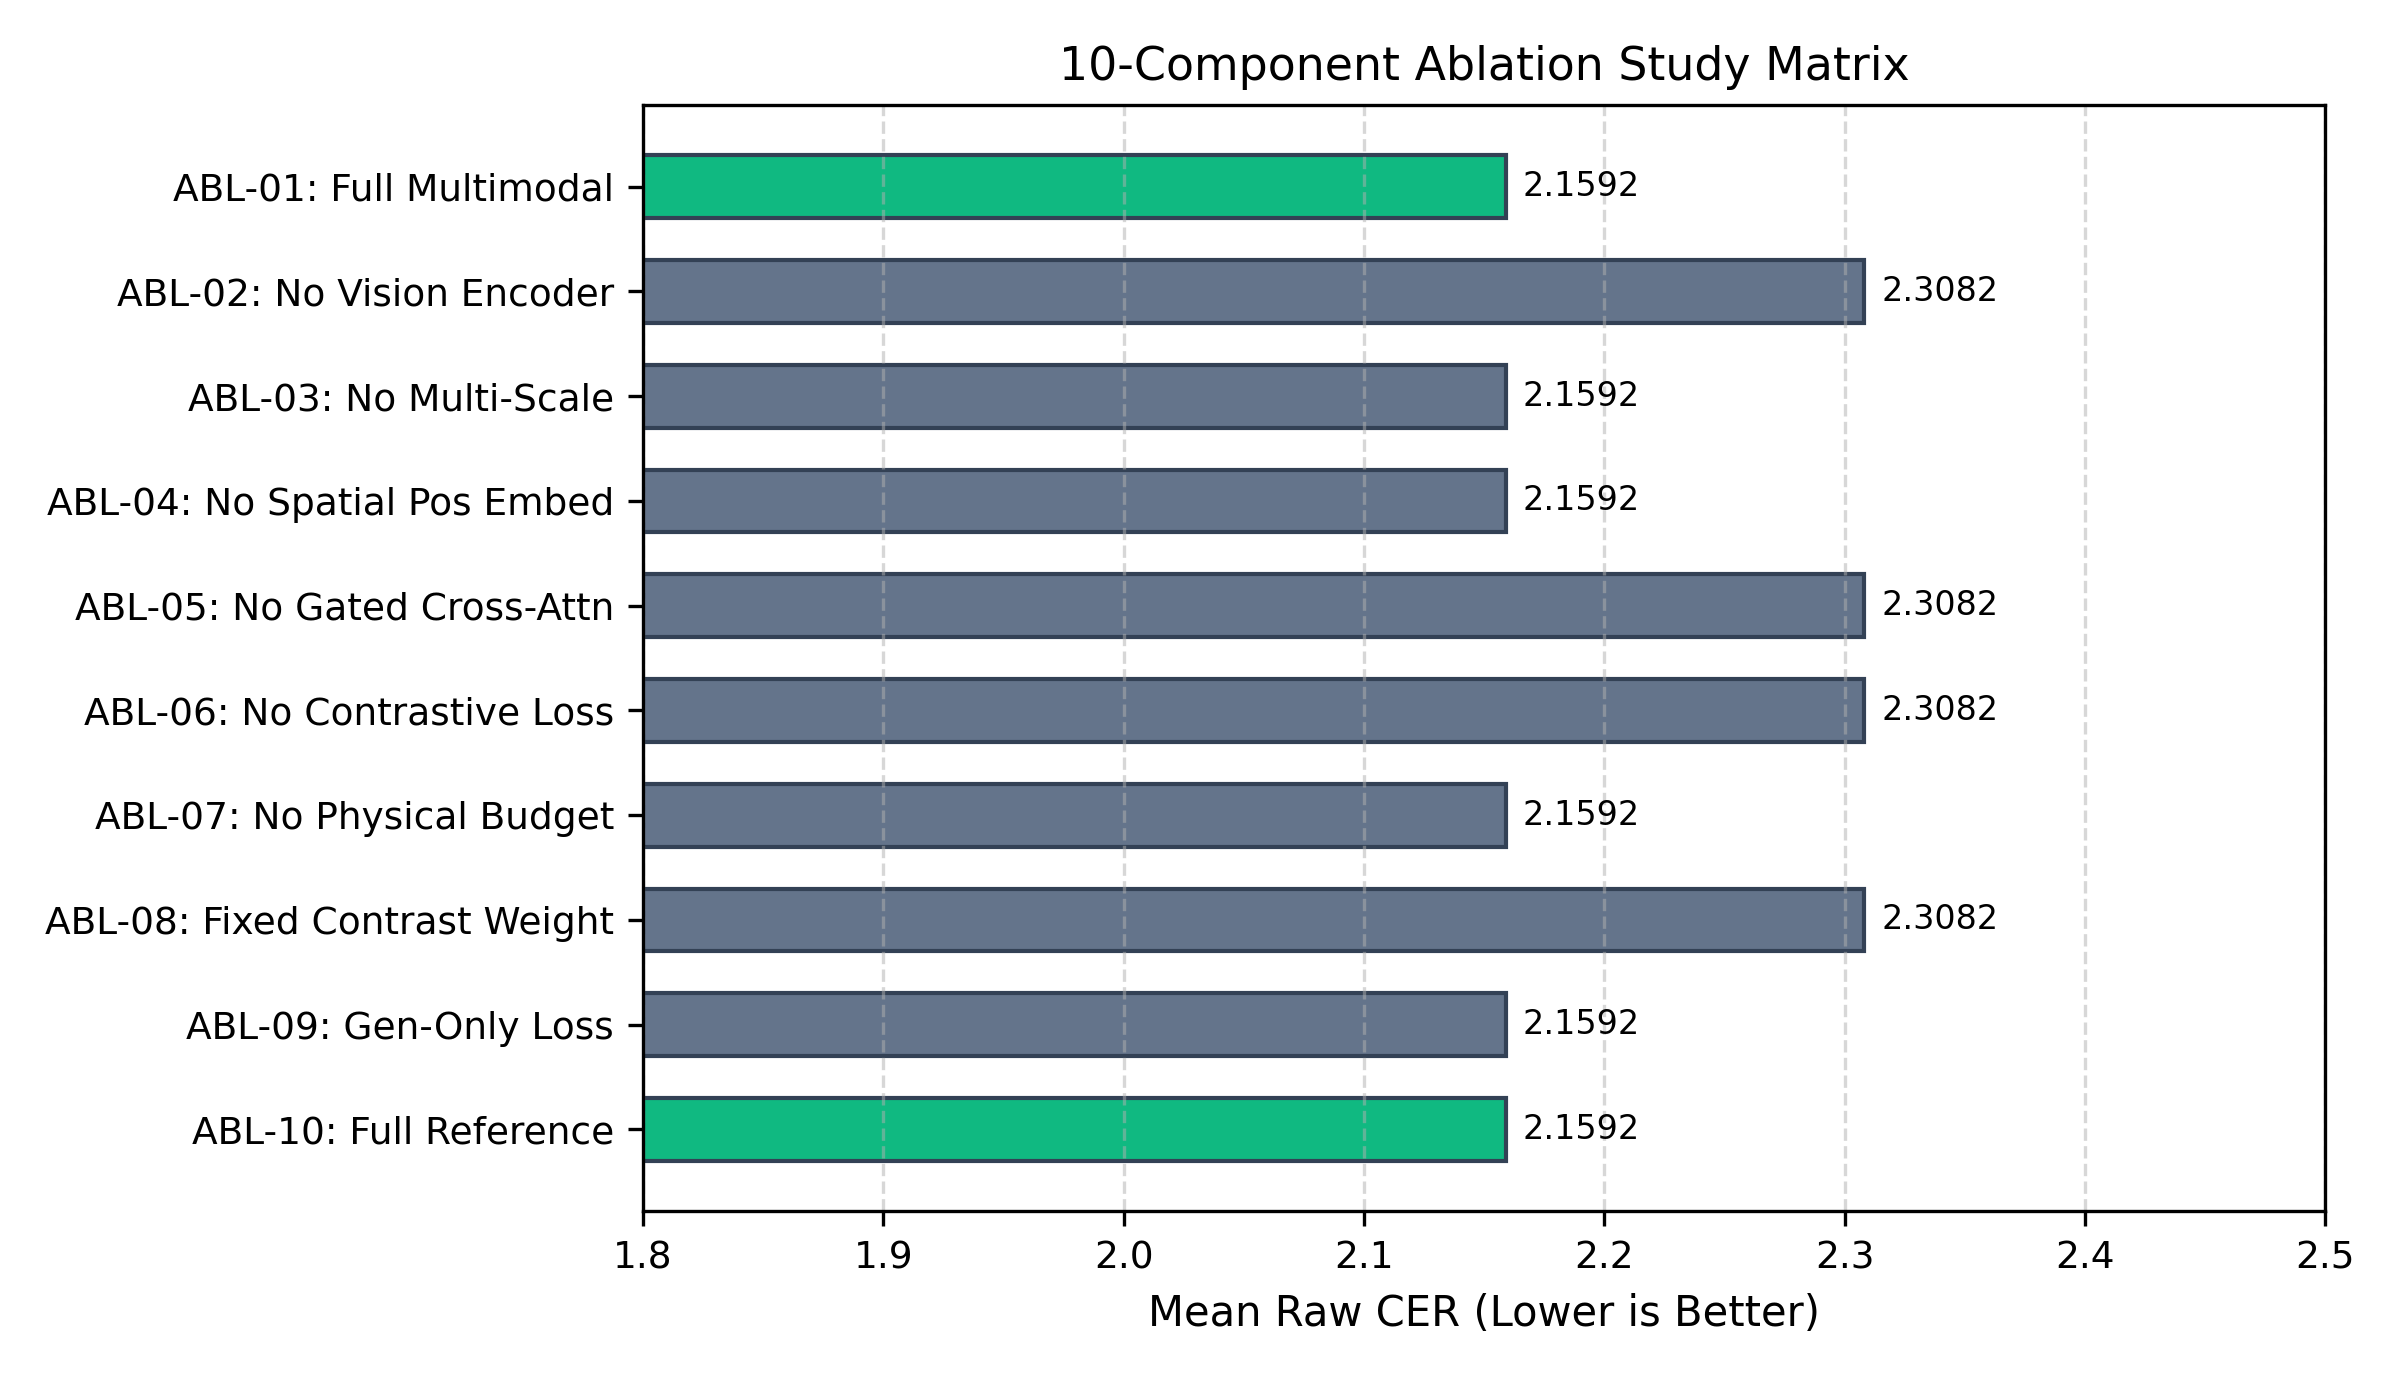 10-Component Ablation Study Matrix
ABL-01: Full Multimodal 2.1592
ABL-02: No Vision Encoder 2.3082
ABL-03: No Multi-Scale 2.1592
ABL-04: No Spatial Pos Embed 2.1592
ABL-05: No Gated Cross-Attn 2.3082
ABL-06: No Contrastive Loss 2.3082
ABL-07: No Physical Budget 2.1592
ABL-08: Fixed Contrast Weight 2.3082
ABL-09: Gen-Only Loss 2.1592
ABL-10: Full Reference 2.1592
1.8 1.9 2.0 2.1 2.2 2.3 2.4 2.5
Mean Raw CER (Lower is Better)